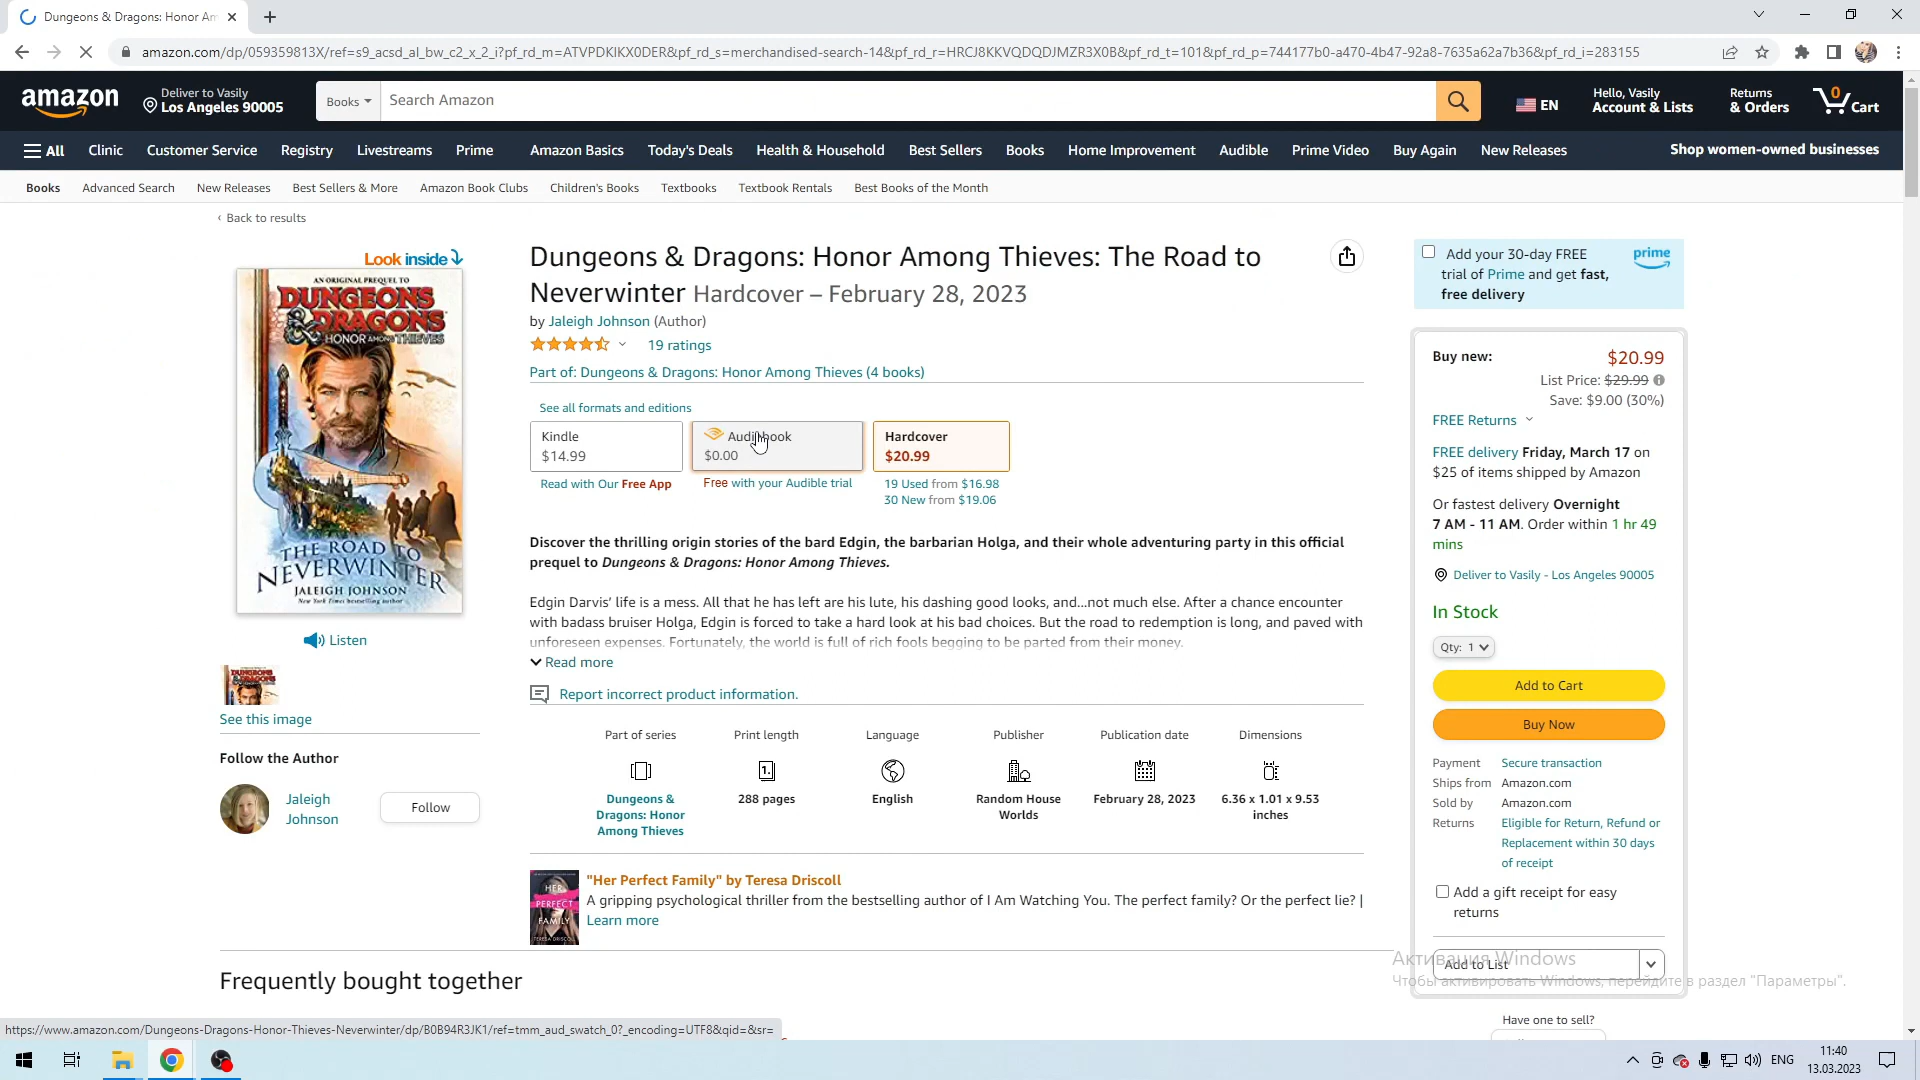 Dungeons & Dragons: Honor Am
amazon.com/dp/059359813X/ref=s9_acsd_al_bw_c2_x_2_i?pf_rd_m=ATVPDKIKX0DER&pf_rd_s=merchandised-search-14&pf_rd_r=HRCJ8KKVQDQDJMZR3X0B&pf_rd_t=101&pf_rd_p=744177b0-a470-4b47-92a8-7635a62a7b36&pf_rd_i=283155
amazon
Deliver to Vasily
Los Angeles 90005
Books
Search Amazon
EN
Hello, Vasily
Account & Lists
Returns
& Orders
0
Cart
All
Clinic
Customer Service
Registry
Livestreams
Prime
Amazon Basics
Today's Deals
Health & Household
Best Sellers
Books
Home Improvement
Audible
Prime Video
Buy Again
New Releases
Shop women-owned businesses
Books
Advanced Search
New Releases
Best Sellers & More
Amazon Book Clubs
Children's Books
Textbooks
Textbook Rentals
Best Books of the Month
‹ Back to results
Look inside
AN ORIGINAL PREQUEL TO
DUNGEONS
& DRAGONS
HONOR AMONG THIEVES
THE ROAD TO
NEVERWINTER
JALEIGH JOHNSON
New York Times bestselling author
Listen
See this image
Follow the Author
Jaleigh
Johnson
Follow
Dungeons & Dragons: Honor Among Thieves: The Road to
Neverwinter Hardcover – February 28, 2023
by Jaleigh Johnson (Author)
19 ratings
Part of: Dungeons & Dragons: Honor Among Thieves (4 books)
See all formats and editions
Kindle
$14.99
Read with Our Free App
Audiobook
$0.00
Free with your Audible trial
Hardcover
$20.99
19 Used from $16.98
30 New from $19.06
Discover the thrilling origin stories of the bard Edgin, the barbarian Holga, and their whole adventuring party in this official
prequel to Dungeons & Dragons: Honor Among Thieves.
Edgin Darvis' life is a mess. All that he has left are his lute, his dashing good looks, and…not much else. After a chance encounter
with badass bruiser Holga, Edgin is forced to take a hard look at his bad choices. But the road to redemption is long, and paved with
unforeseen expenses. Fortunately, the world is full of rich fools begging to be parted from their money.
Read more
Report incorrect product information.
Part of series
Dungeons &
Dragons: Honor
Among Thieves
Print length
1.
288 pages
Language
English
Publisher
Random House
Worlds
Publication date
February 28, 2023
Dimensions
6.36 x 1.01 x 9.53
inches
HER
PERFECT
FAMILY
TERESA DRISCOLL
"Her Perfect Family" by Teresa Driscoll
A gripping psychological thriller from the bestselling author of I Am Watching You. The perfect family? Or the perfect lie? |
Learn more
Frequently bought together
Add your 30-day FREE
trial of Prime and get fast,
free delivery
prime
Buy new:
$20.99
List Price: $29.99
Save: $9.00 (30%)
FREE Returns
FREE delivery Friday, March 17 on
$25 of items shipped by Amazon
Or fastest delivery Overnight
7 AM - 11 AM. Order within 1 hr 49
mins
Deliver to Vasily - Los Angeles 90005
In Stock
Qty: 1
Add to Cart
Buy Now
Payment Secure transaction
Ships from Amazon.com
Sold by Amazon.com
Returns Eligible for Return, Refund or
Replacement within 30 days
of receipt
Add a gift receipt for easy
returns
Add to List
Активация Windows
Чтобы активировать Windows, перейдите в раздел "Параметры".
Have one to sell?
https://www.amazon.com/Dungeons-Dragons-Honor-Thieves-Neverwinter/dp/B0B94R3JK1/ref=tmm_aud_swatch_0?_encoding=UTF8&qid=&sr=
ENG
11:40
13.03.2023